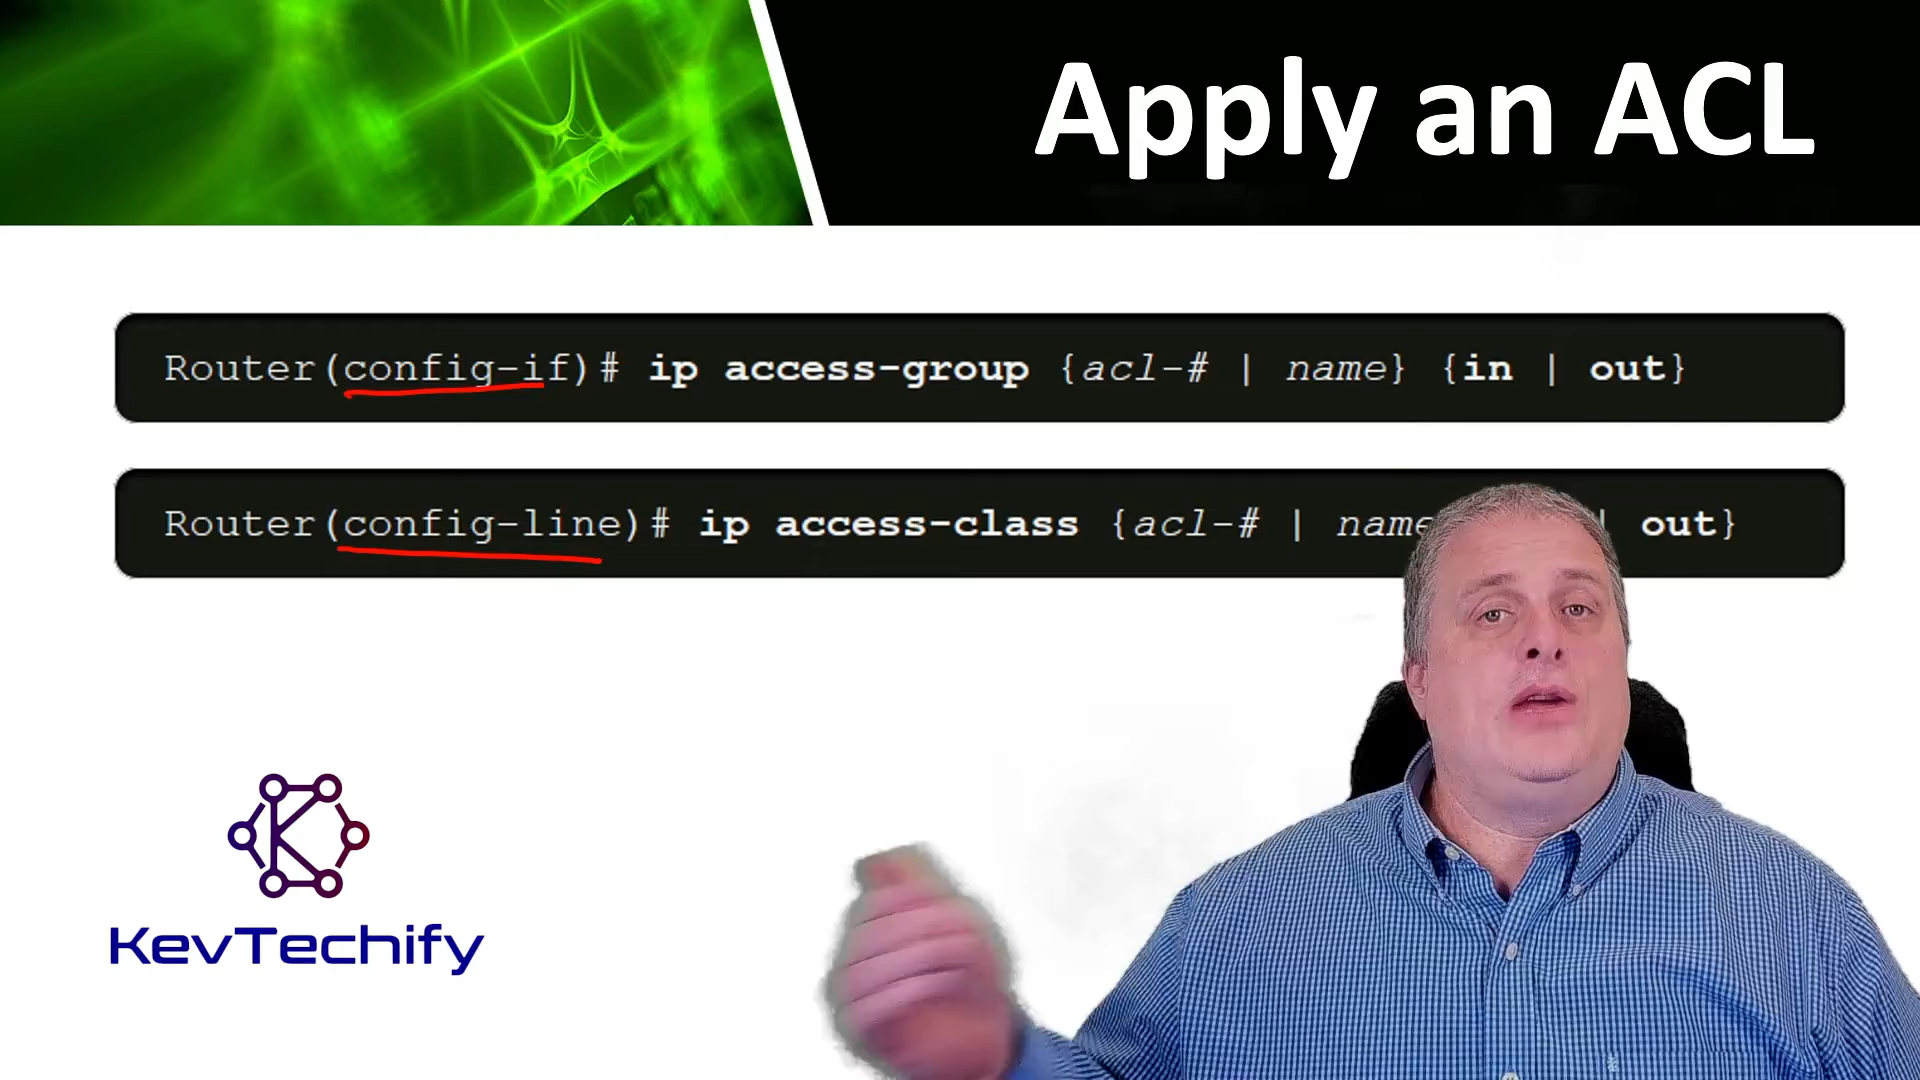 Apply an ACL
Router(config-if)# ip access-group {acl-# | name} {in | out}
Router(config-line)# ip access-class {acl-# | name | out}
KevTechify